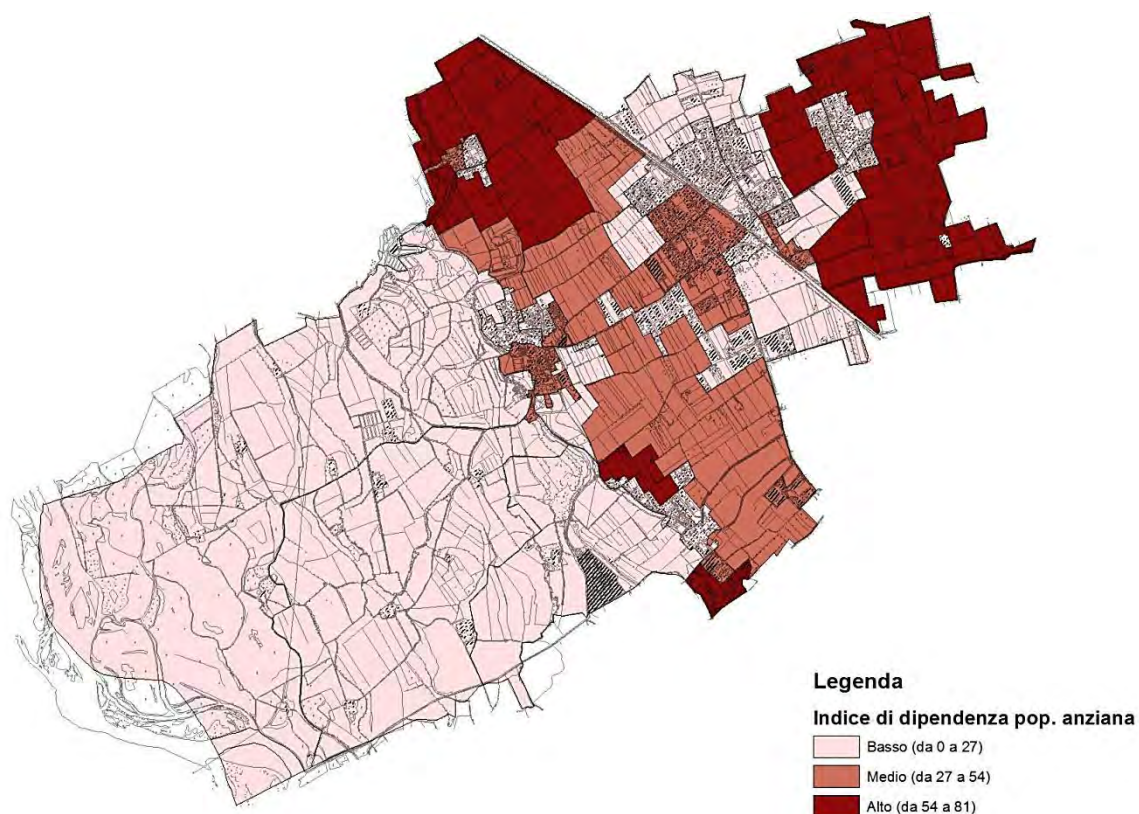 Legenda
Indice di dipendenza pop. anziana
Basso (da 0 a 27)
Medio (da 27 a 54)
Alto (da 54 a 81)